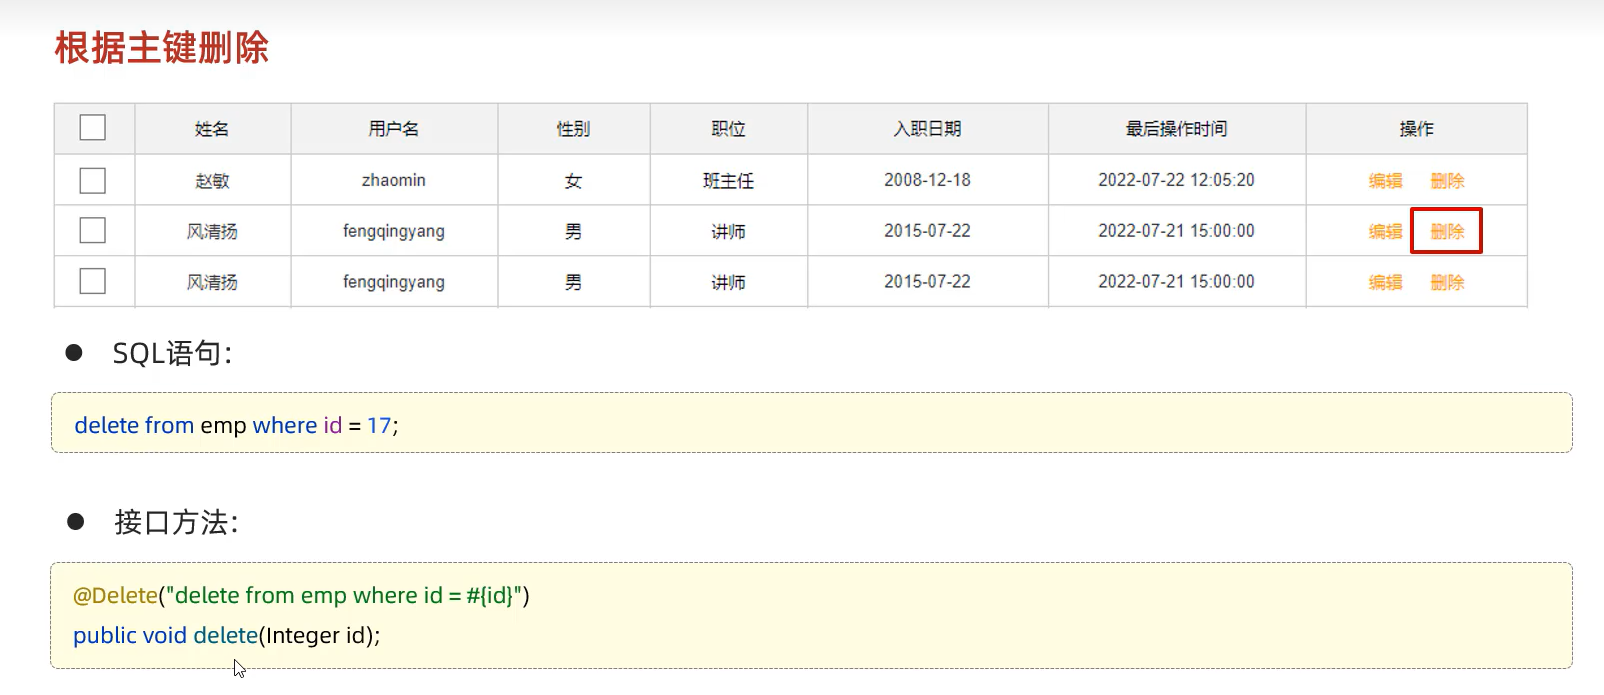 根据主键删除
姓名 用户名 性别 职位 入职日期 最后操作时间 操作
赵敏 zhaomin 女 班主任 2008-12-18 2022-07-22 12:05:20 编辑 删除
风清扬 fengqingyang 男 讲师 2015-07-22 2022-07-21 15:00:00 编辑 删除
风清扬 fengqingyang 男 讲师 2015-07-22 2022-07-21 15:00:00 编辑 删除
● SQL语句：
delete from emp where id = 17;
● 接口方法：
@Delete("delete from emp where id = #{id}")
public void delete(Integer id);